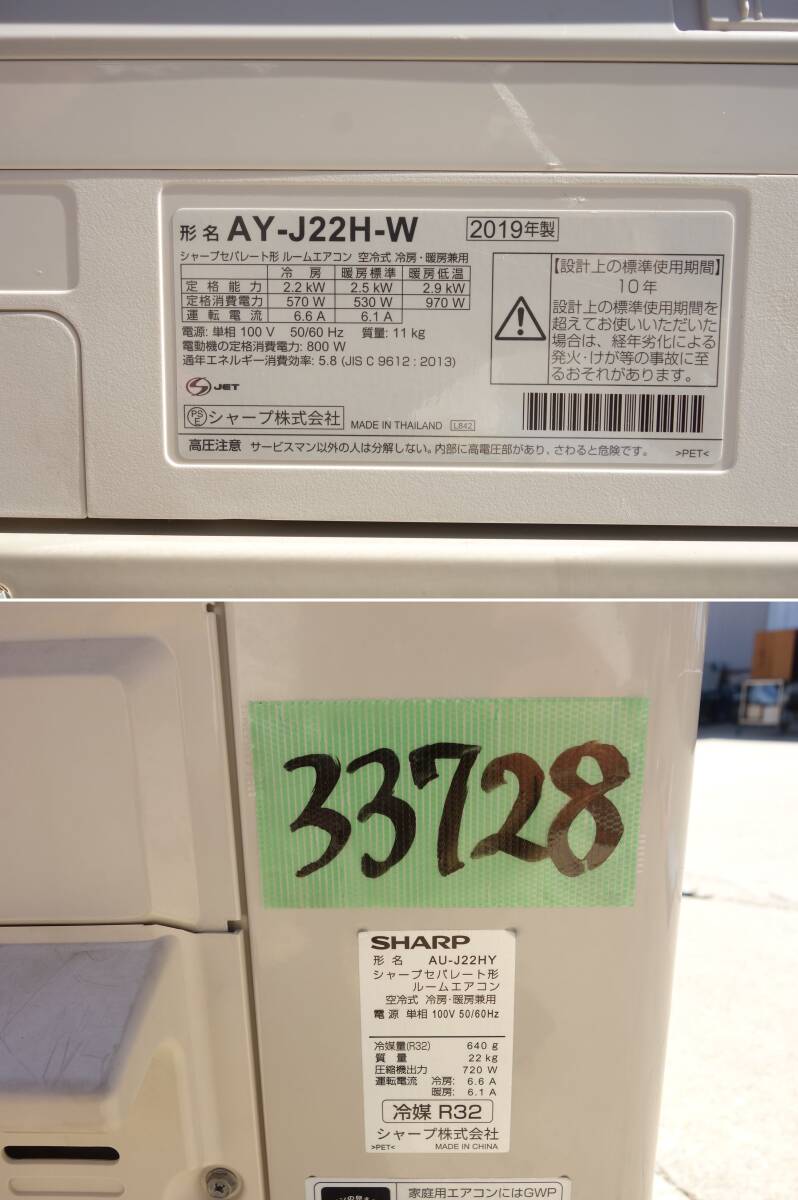 形名 AY-J22H-W 2019年製
シャープセパレート形 ルームエアコン 空冷式 冷房・暖房兼用
冷房 暖房標準 暖房低温
定格能力 2.2 kW 2.5 kW 2.9 kW
定格消費電力 570 W 530 W 970 W
運転電流 6.6 A 6.1 A
電源: 単相 100 V 50/60 Hz 質量: 11 kg
電動機の定格消費電力: 800 W
通年エネルギー消費効率: 5.8 (JIS C 9612 : 2013)
【設計上の標準使用期間】
10年
設計上の標準使用期間を
超えてお使いいただいた
場合は、経年劣化による
発火・けが等の事故に至
るおそれがあります。
S JET
PSE シャープ株式会社 MADE IN THAILAND L842
高圧注意 サービスマン以外の人は分解しない。内部に高電圧部があり、さわると危険です。 >PET<
33728
SHARP
形名 AU-J22HY
シャープセパレート形
ルームエアコン
空冷式 冷房・暖房兼用
電源 単相 100V 50/60Hz
冷媒量(R32) 640 g
質量 22 kg
圧縮機出力 720 W
運転電流 冷房: 6.6 A
暖房: 6.1 A
冷媒 R32
シャープ株式会社
>PET< MADE IN CHINA
家庭用エアコンにはGWP